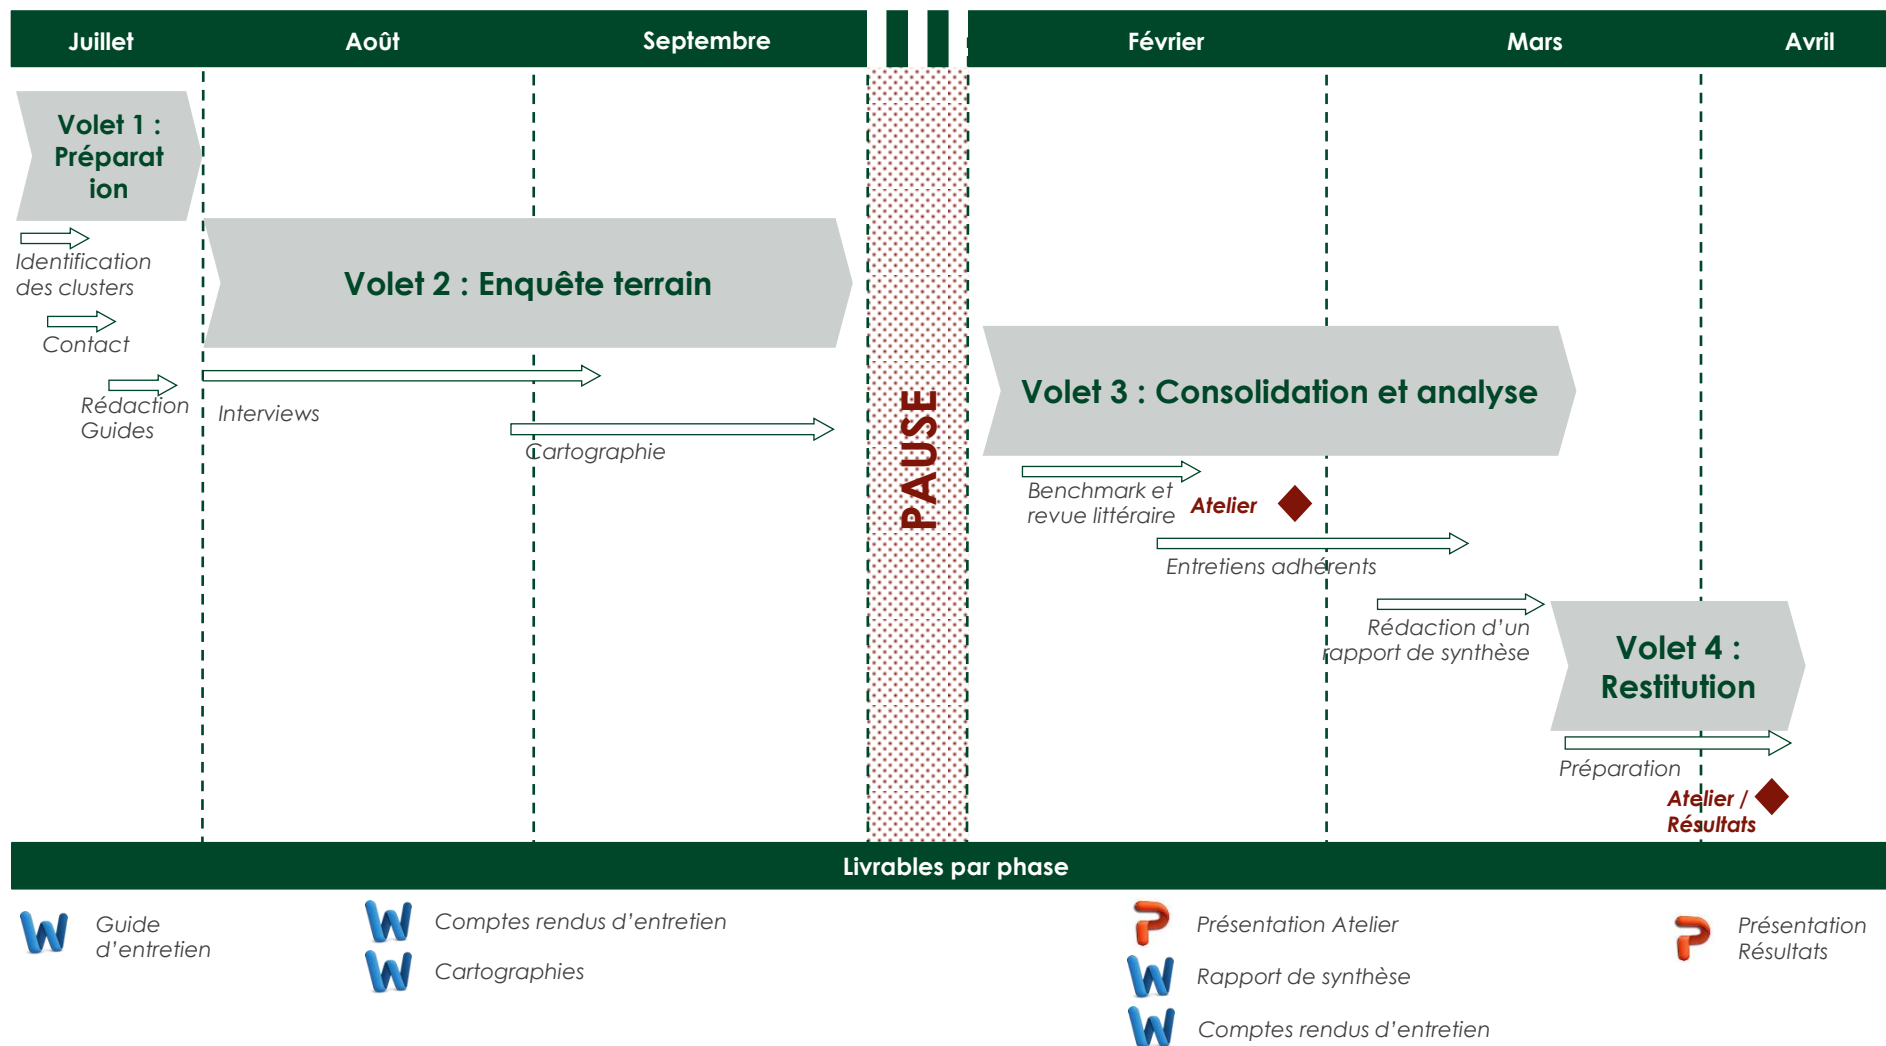 Juillet
Août
Septembre
Février
Mars
Avril
Volet 1 :
Préparat
ion
Identification
des clusters
Contact
Rédaction
Guides
Volet 2 : Enquête terrain
Interviews
Cartographie
PAUSE
Volet 3 : Consolidation et analyse
Benchmark et
revue littéraire
Atelier
Entretiens adhérents
Rédaction d’un
rapport de synthèse
Volet 4 :
Restitution
Préparation
Atelier /
Résultats
Livrables par phase
Guide
d’entretien
Comptes rendus d’entretien
Cartographies
Présentation Atelier
Rapport de synthèse
Comptes rendus d’entretien
Présentation
Résultats